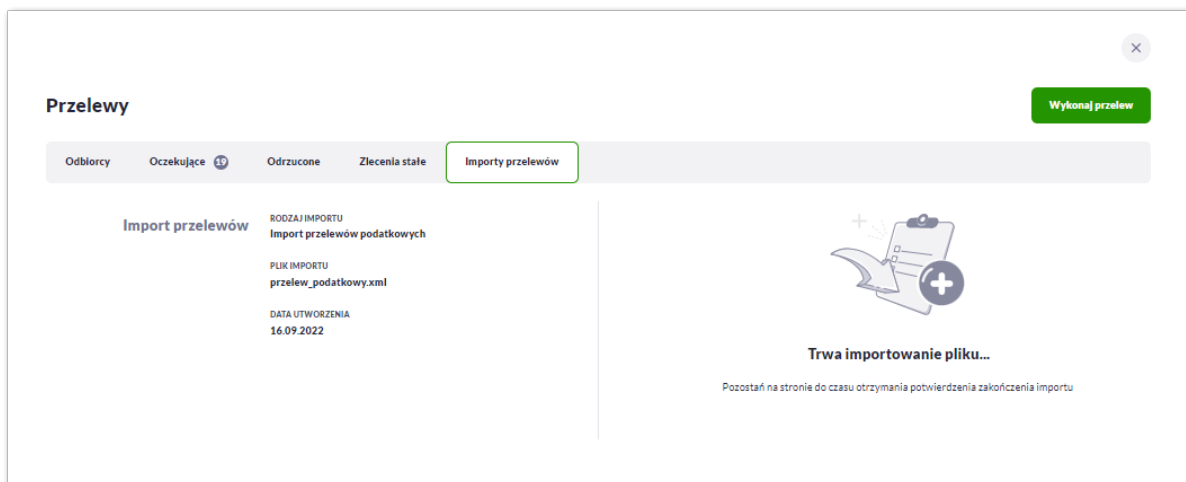 Przelewy
Wykonaj przelew
Odbiorcy
Oczekujące 19
Odrzucone
Zlecenia stałe
Importy przelewów
Import przelewów
RODZAJ IMPORTU
Import przelewów podatkowych
PLIK IMPORTU
przelew_podatkowy.xml
DATA UTWORZENIA
16.09.2022
Trwa importowanie pliku...
Pozostań na stronie do czasu otrzymania potwierdzenia zakończenia importu